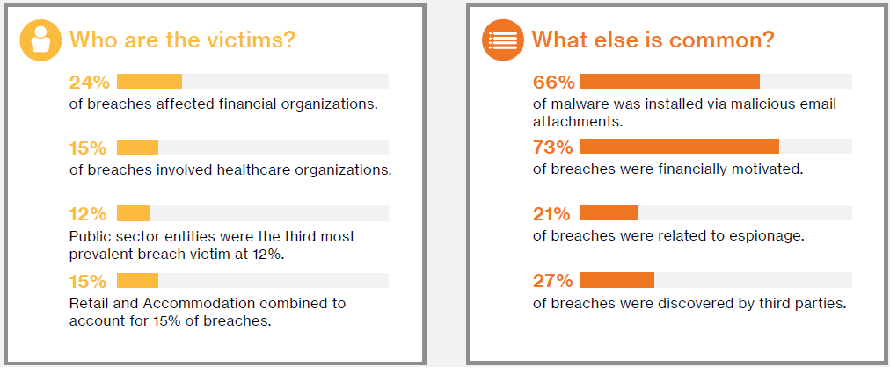 Who are the victims?
24%
of breaches affected financial organizations.
15%
of breaches involved healthcare organizations.
12%
Public sector entities were the third most
prevalent breach victim at 12%.
15%
Retail and Accommodation combined to
account for 15% of breaches.
What else is common?
66%
of malware was installed via malicious email
attachments.
73%
of breaches were financially motivated.
21%
of breaches were related to espionage.
27%
of breaches were discovered by third parties.